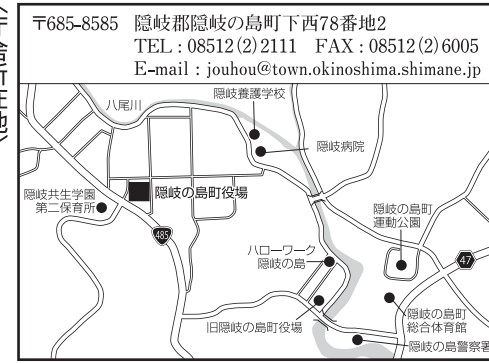 〒685-8585 隠岐郡隠岐の島町下西78番地2
TEL：08512(2)2111 FAX：08512(2)6005
E-mail：jouhou@town.okinoshima.shimane.jp
八尾川
隠岐養護学校
隠岐病院
隠岐共生学園
第二保育所
隠岐の島町役場
隠岐の島町
運動公園
485
ハローワーク
隠岐の島
47
旧隠岐の島町役場
隠岐の島町
総合体育館
隠岐の島警察署